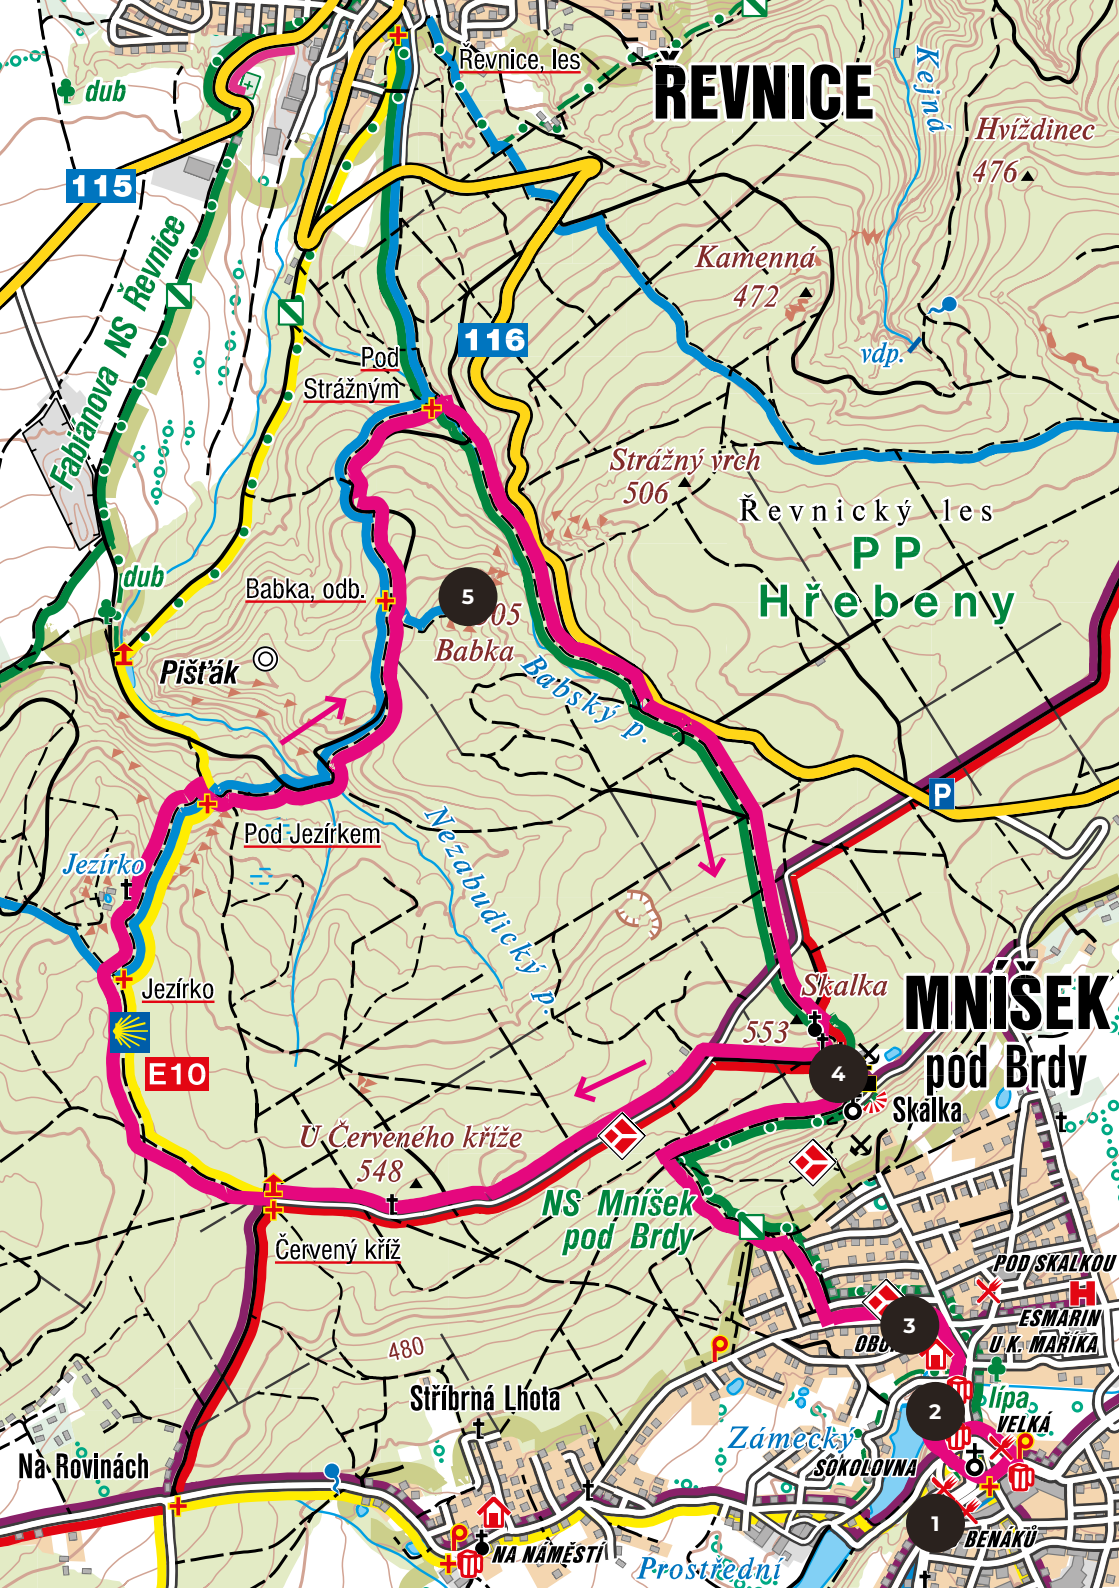 Řevnice, les
ŘEVNICE
Kejná
dub
Hvíždinec
476
115
Fabiánova NS Řevnice
Kamenná
472
116
vdp.
Pod
Strážným
Strážný vrch
506
Řevnický les
PP
Hřebeny
dub
Babka, odb.
5
05
Babka
Pišťák
Babský p.
P
Pod Jezírkem
Nezabudický p.
Jezírko
Jezírko
E10
Skalka
553
MNÍŠEK
pod Brdy
4
Skalka
U Červeného kříže
548
NS Mníšek
pod Brdy
Červený kříž
POD SKALKOU
H
ESMARIN
U K. MAŘÍKA
3
480
Stříbrná Lhota
lípa
2
VELKÁ
Zámecký
SOKOLOVNA
Na Rovinách
1
BENÁKŮ
NA NÁMĚSTÍ
Prostřední